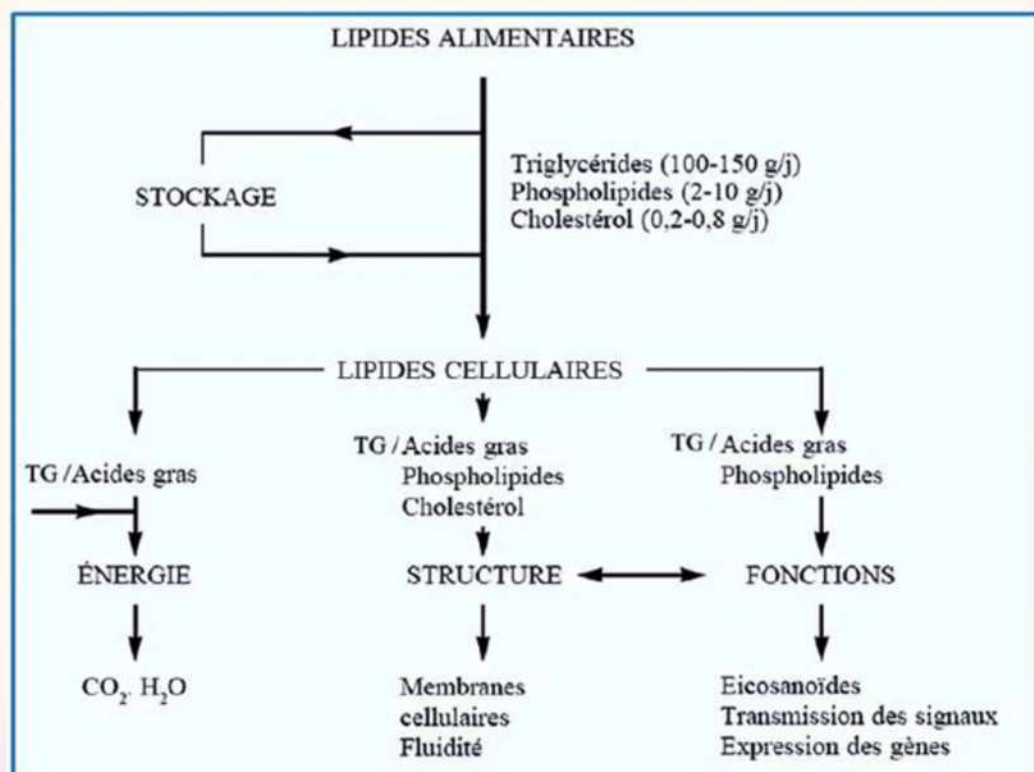 LIPIDES ALIMENTAIRES
STOCKAGE
Triglycérides (100-150 g/j)
Phospholipides (2-10 g/j)
Cholestérol (0,2-0,8 g/j)
LIPIDES CELLULAIRES
TG /Acides gras
ÉNERGIE
CO₂. H₂O
TG /Acides gras
Phospholipides
Cholestérol
STRUCTURE
Membranes
cellulaires
Fluidité
TG /Acides gras
Phospholipides
FONCTIONS
Eicosanoïdes
Transmission des signaux
Expression des gênes